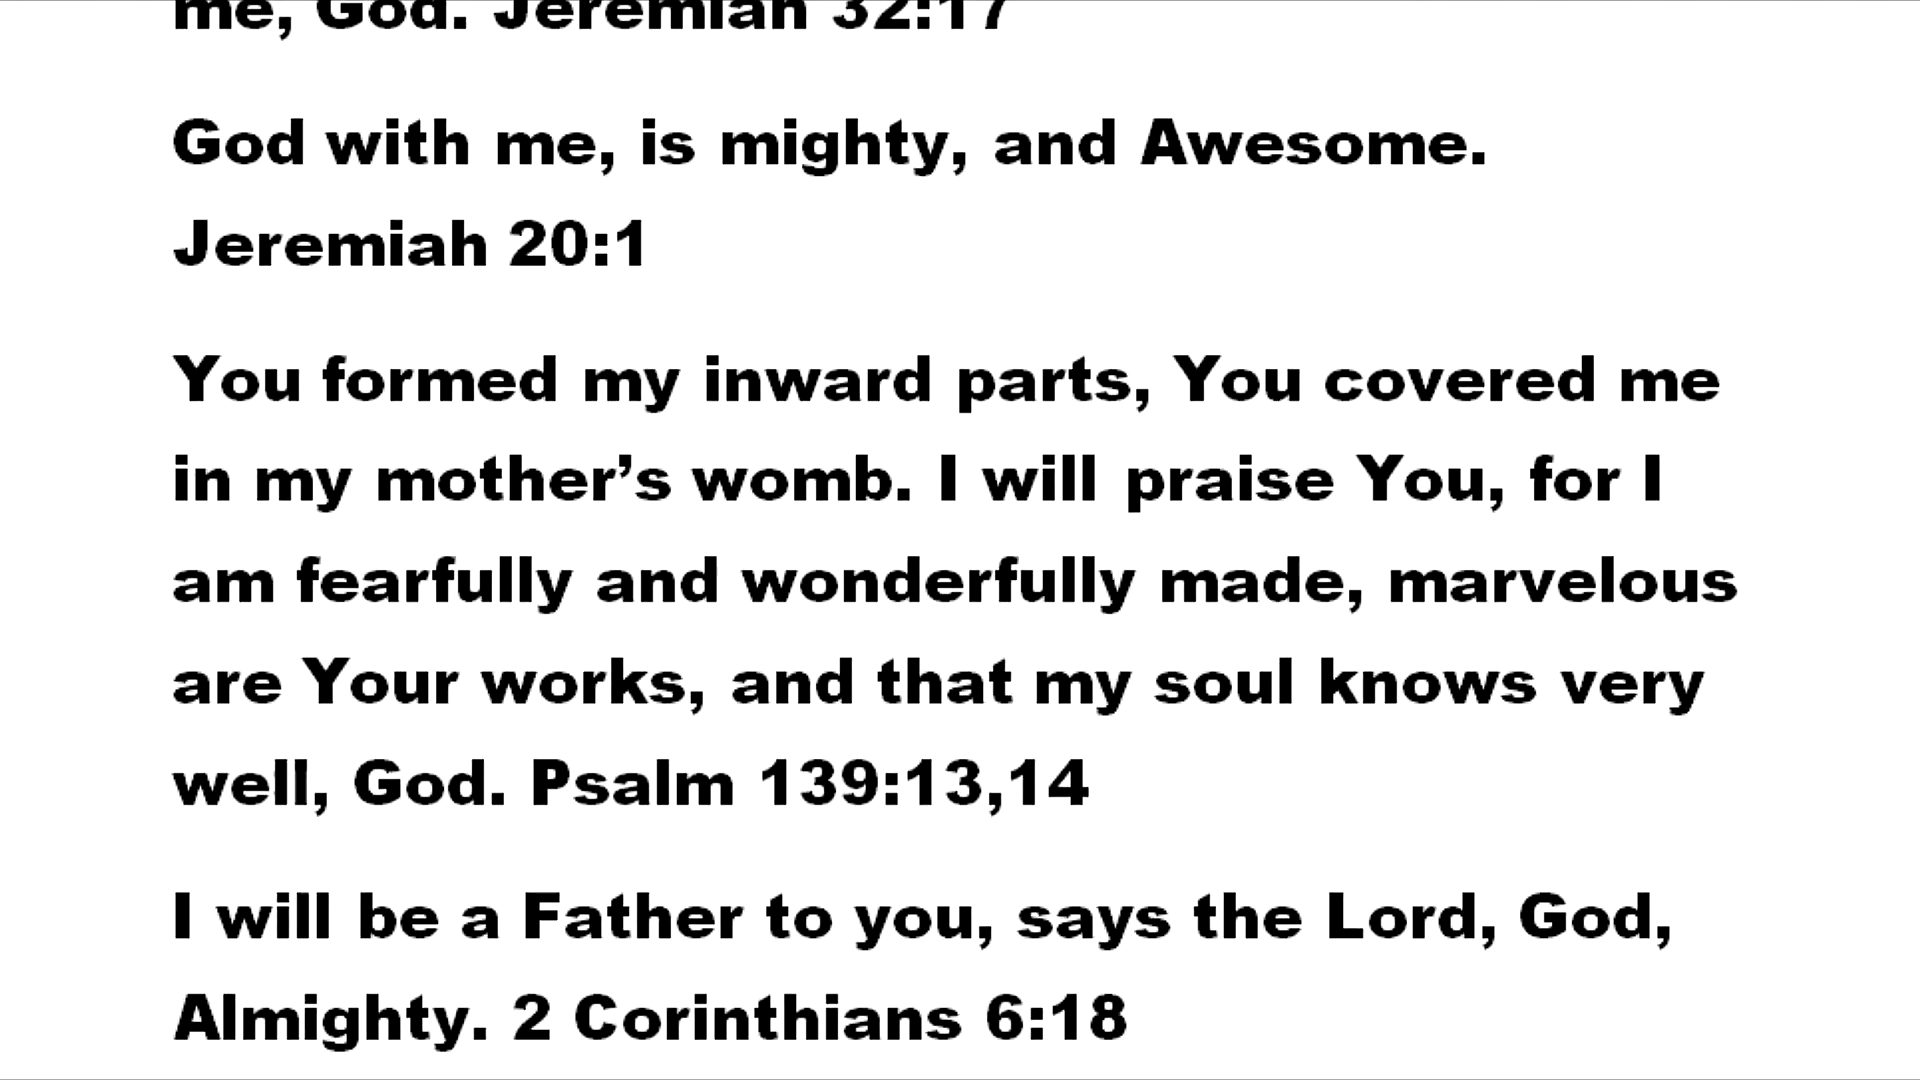 me, God. Jeremiah 32:17
God with me, is mighty, and Awesome.
Jeremiah 20:1
You formed my inward parts, You covered me
in my mother’s womb. I will praise You, for I
am fearfully and wonderfully made, marvelous
are Your works, and that my soul knows very
well, God. Psalm 139:13,14
I will be a Father to you, says the Lord, God,
Almighty. 2 Corinthians 6:18